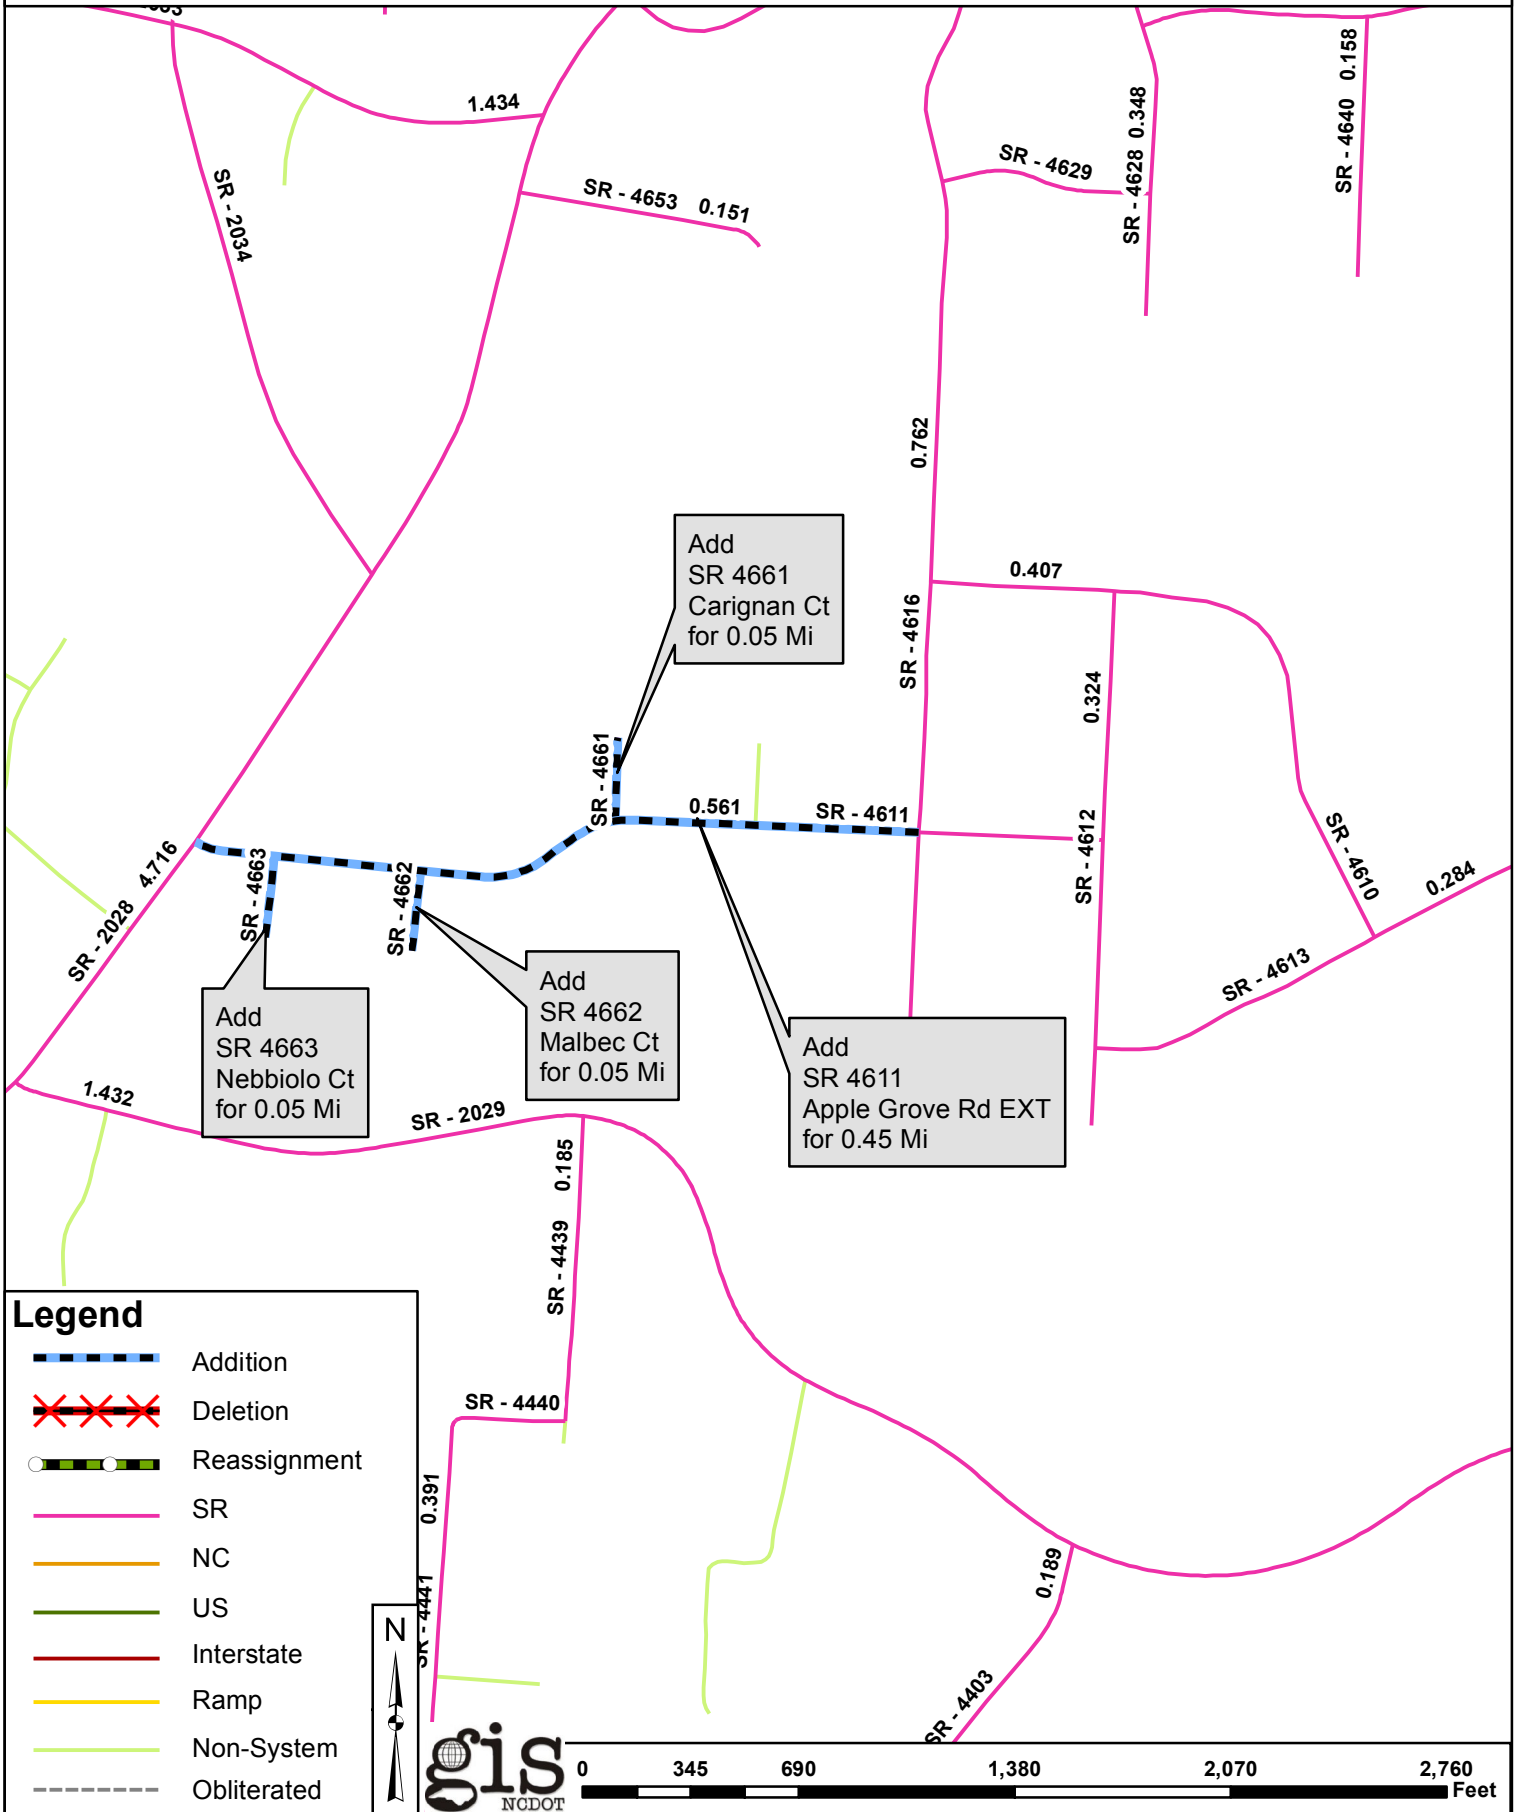 1.434
SR - 2034
SR - 4653 0.151
SR - 4629
SR - 4628 0.348
SR - 4640 0.158
0.762
Add
SR 4661
Carignan Ct
for 0.05 Mi
SR - 4616
0.407
0.324
SR - 4661
0.561
SR - 4611
SR - 4612
SR - 4610
0.284
SR - 4613
SR - 2028 4.716
SR - 4663
SR - 4662
Add
SR 4663
Nebbiolo Ct
for 0.05 Mi
Add
SR 4662
Malbec Ct
for 0.05 Mi
Add
SR 4611
Apple Grove Rd EXT
for 0.45 Mi
1.432
SR - 2029
0.185
SR - 4439
SR - 4440
0.391
SR - 4441
0.189
SR - 4403
Legend
Addition
Deletion
Reassignment
SR
NC
US
Interstate
Ramp
Non-System
Obliterated
N
gis
NCDOT
0 345 690 1,380 2,070 2,760
Feet